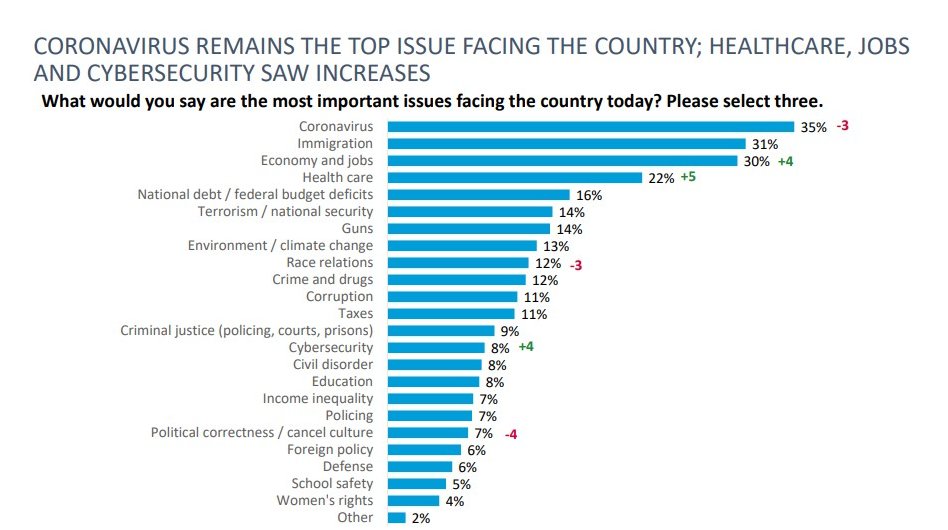 CORONAVIRUS REMAINS THE TOP ISSUE FACING THE COUNTRY; HEALTHCARE, JOBS
AND CYBERSECURITY SAW INCREASES
What would you say are the most important issues facing the country today? Please select three.
Coronavirus 35% -3
Immigration 31%
Economy and jobs 30% +4
Health care 22% +5
National debt / federal budget deficits 16%
Terrorism / national security 14%
Guns 14%
Environment / climate change 13%
Race relations 12% -3
Crime and drugs 12%
Corruption 11%
Taxes 11%
Criminal justice (policing, courts, prisons) 9%
Cybersecurity 8% +4
Civil disorder 8%
Education 8%
Income inequality 7%
Policing 7%
Political correctness / cancel culture 7% -4
Foreign policy 6%
Defense 6%
School safety 5%
Women's rights 4%
Other 2%